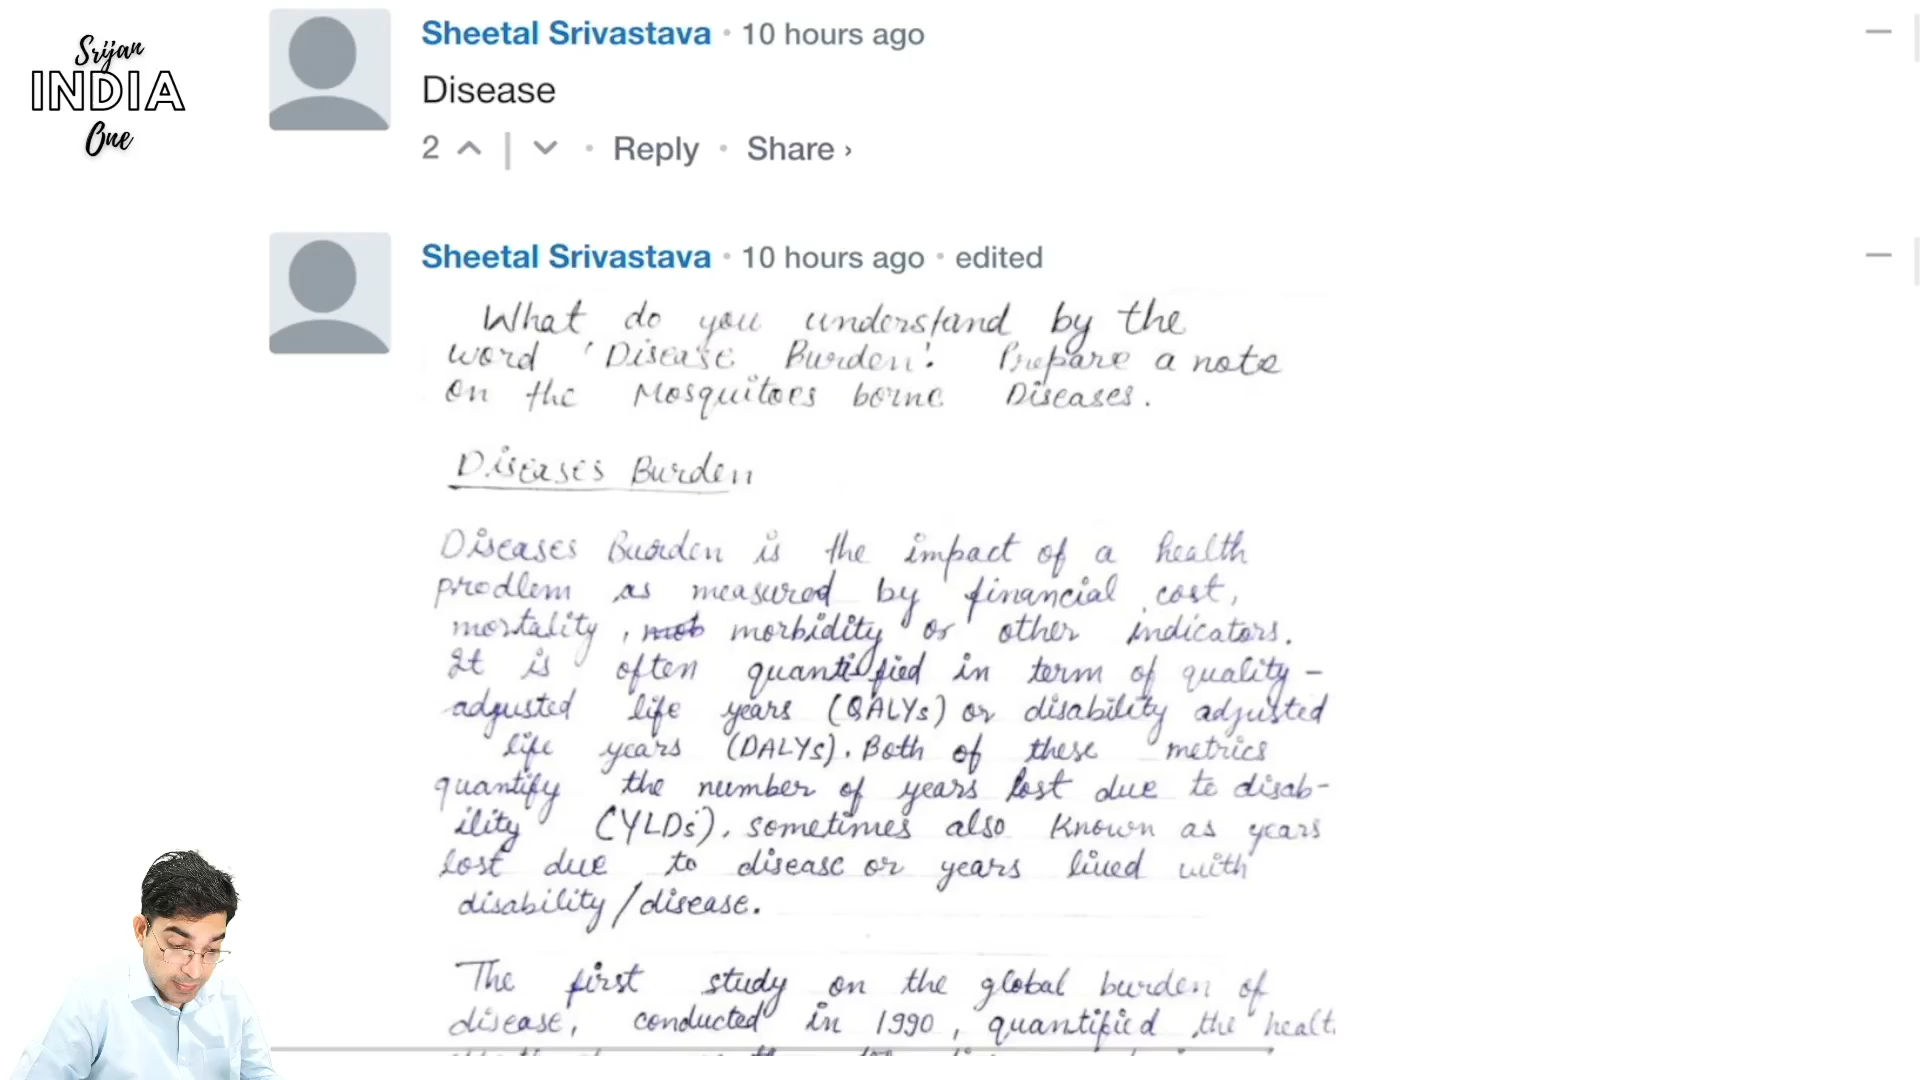 Srijan
INDIA
One
Sheetal Srivastava • 10 hours ago
Disease
2 • Reply • Share ›
Sheetal Srivastava • 10 hours ago • edited
What do you understand by the
word 'Disease Burden'. Prepare a note
on the Mosquitoes borne Diseases.
Diseases Burden
Diseases Burden is the impact of a health
prodlem as measured by financial cost,
mortality, mob morbidity or other indicators.
It is often quantified in term of quality-
adjusted life years (QALYs) or disability adjusted
life years (DALYs). Both of these metrics
quantify the number of years lost due to disab-
ility (YLDs), sometimes also known as years
lost due to disease or years lived with
disability/disease.
The first study on the global burden of
disease, conducted in 1990, quantified the healt